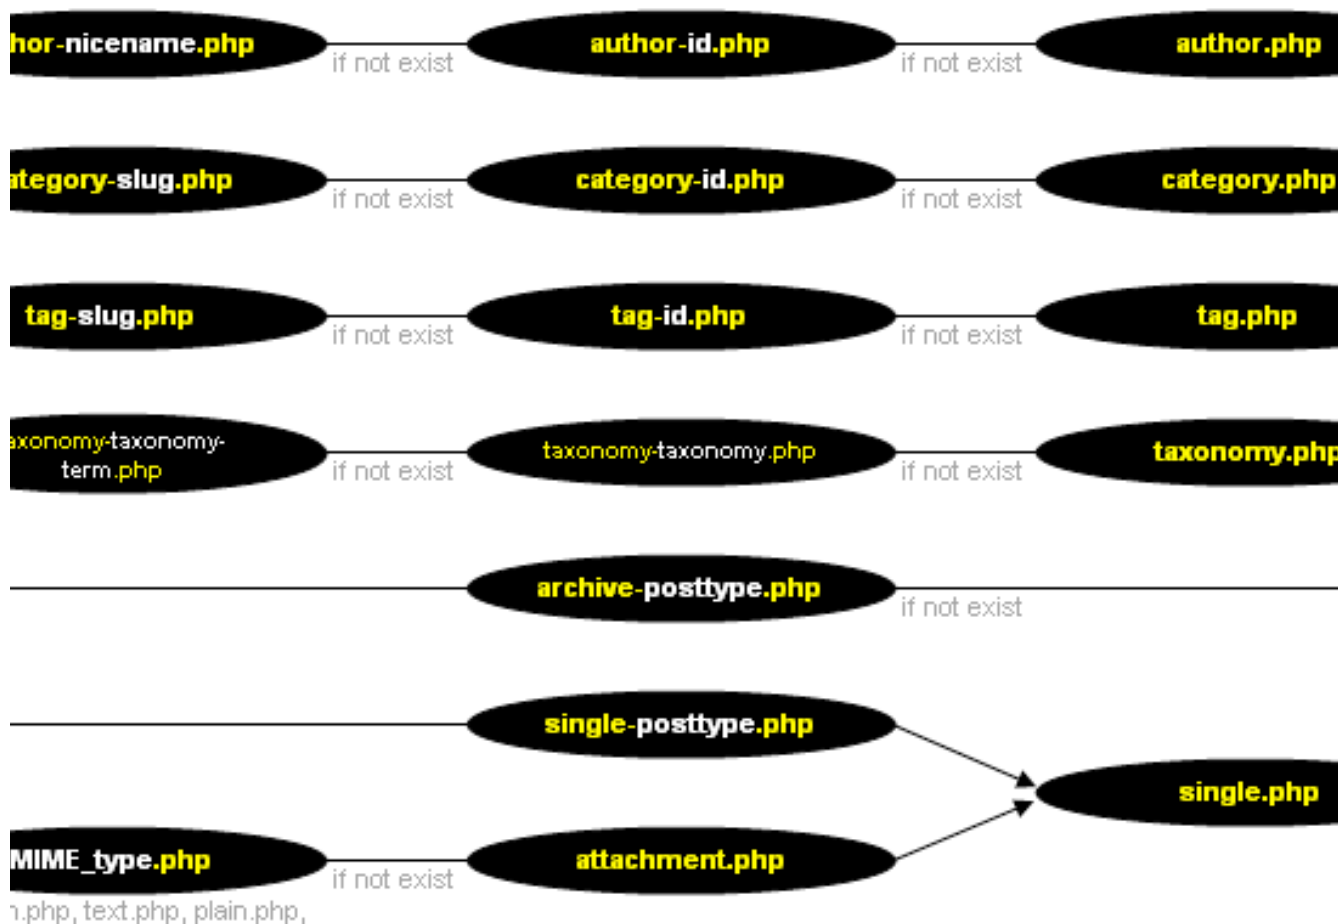 hor-nicename.php if not exist author-id.php if not exist author.php
ategory-slug.php if not exist category-id.php if not exist category.php
tag-slug.php if not exist tag-id.php if not exist tag.php
axonomy-taxonomy-
term.php if not exist taxonomy-taxonomy.php if not exist taxonomy.php
archive-posttype.php if not exist
single-posttype.php
single.php
MIME_type.php if not exist attachment.php
n.php, text.php, plain.php,